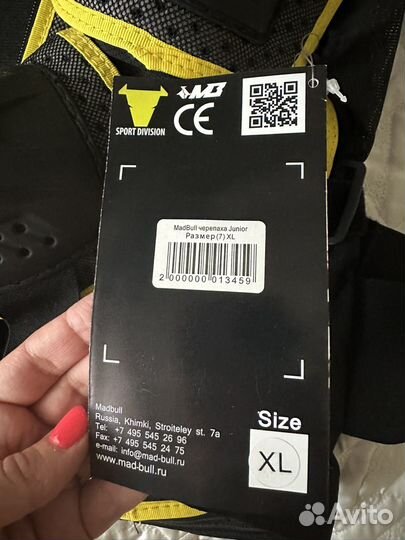 MB
SPORT DIVISION
CE
MadBull черепаха Junior
Размер (7) XL
2 000000 013459
Madbull
Russia, Khimki, Stroiteley st. 7a
Tel: +7 495 545 26 96
Fax: +7 495 545 24 75
e-mail: info@mad-bull.ru
www.mad-bull.ru
Size
XL
Avito